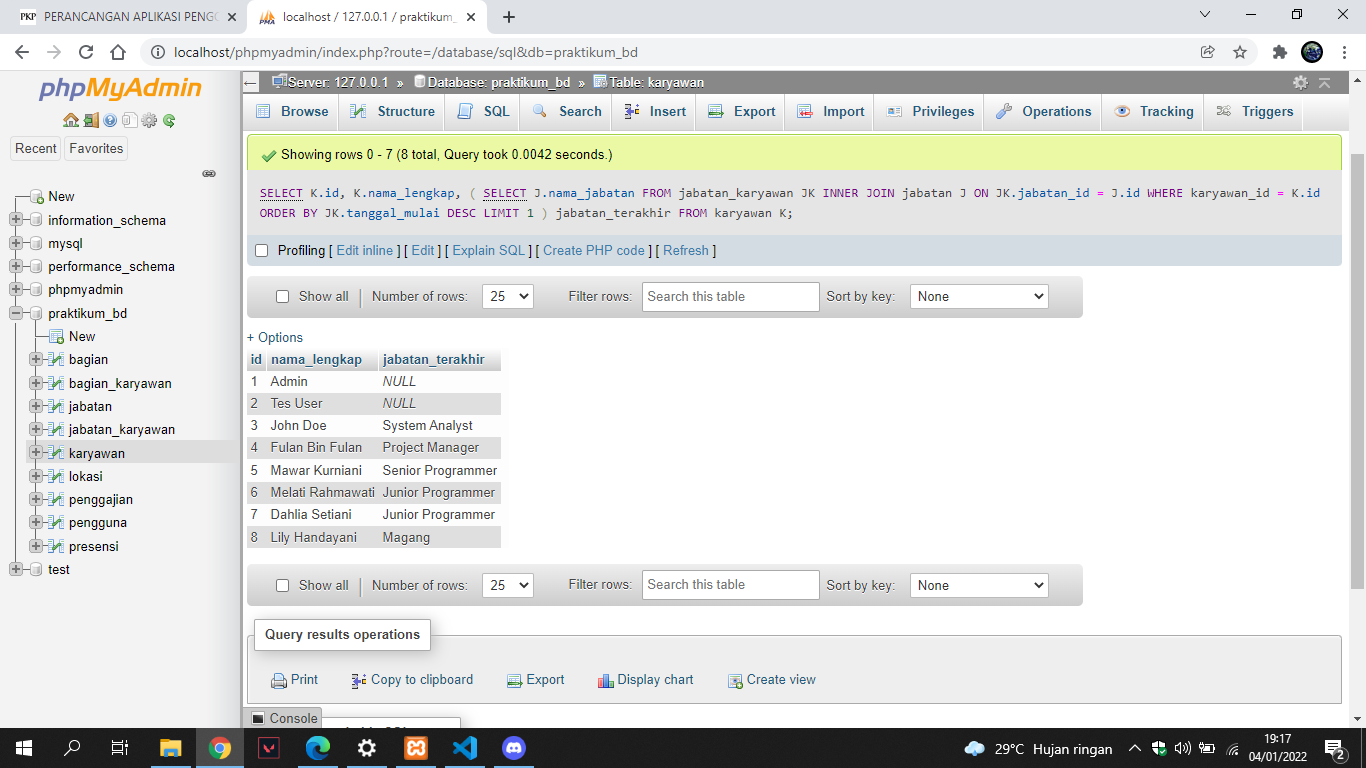 PKP PERANCANGAN APLIKASI PENGG
localhost / 127.0.0.1 / praktikum_
localhost/phpmyadmin/index.php?route=/database/sql&db=praktikum_bd
phpMyAdmin
Recent Favorites
New
information_schema
mysql
performance_schema
phpmyadmin
praktikum_bd
New
bagian
bagian_karyawan
jabatan
jabatan_karyawan
karyawan
lokasi
penggajian
pengguna
presensi
test
Server: 127.0.0.1 » Database: praktikum_bd » Table: karyawan
Browse Structure SQL Search Insert Export Import Privileges Operations Tracking Triggers
Showing rows 0 - 7 (8 total, Query took 0.0042 seconds.)
SELECT K.id, K.nama_lengkap, ( SELECT J.nama_jabatan FROM jabatan_karyawan JK INNER JOIN jabatan J ON JK.jabatan_id = J.id WHERE karyawan_id = K.id
ORDER BY JK.tanggal_mulai DESC LIMIT 1 ) jabatan_terakhir FROM karyawan K;
Profiling [ Edit inline ] [ Edit ] [ Explain SQL ] [ Create PHP code ] [ Refresh ]
Show all Number of rows: 25 Filter rows: Search this table Sort by key: None
+ Options
id nama_lengkap jabatan_terakhir
1 Admin NULL
2 Tes User NULL
3 John Doe System Analyst
4 Fulan Bin Fulan Project Manager
5 Mawar Kurniani Senior Programmer
6 Melati Rahmawati Junior Programmer
7 Dahlia Setiani Junior Programmer
8 Lily Handayani Magang
Show all Number of rows: 25 Filter rows: Search this table Sort by key: None
Query results operations
Print Copy to clipboard Export Display chart Create view
Console
29°C Hujan ringan
19:17
04/01/2022
2